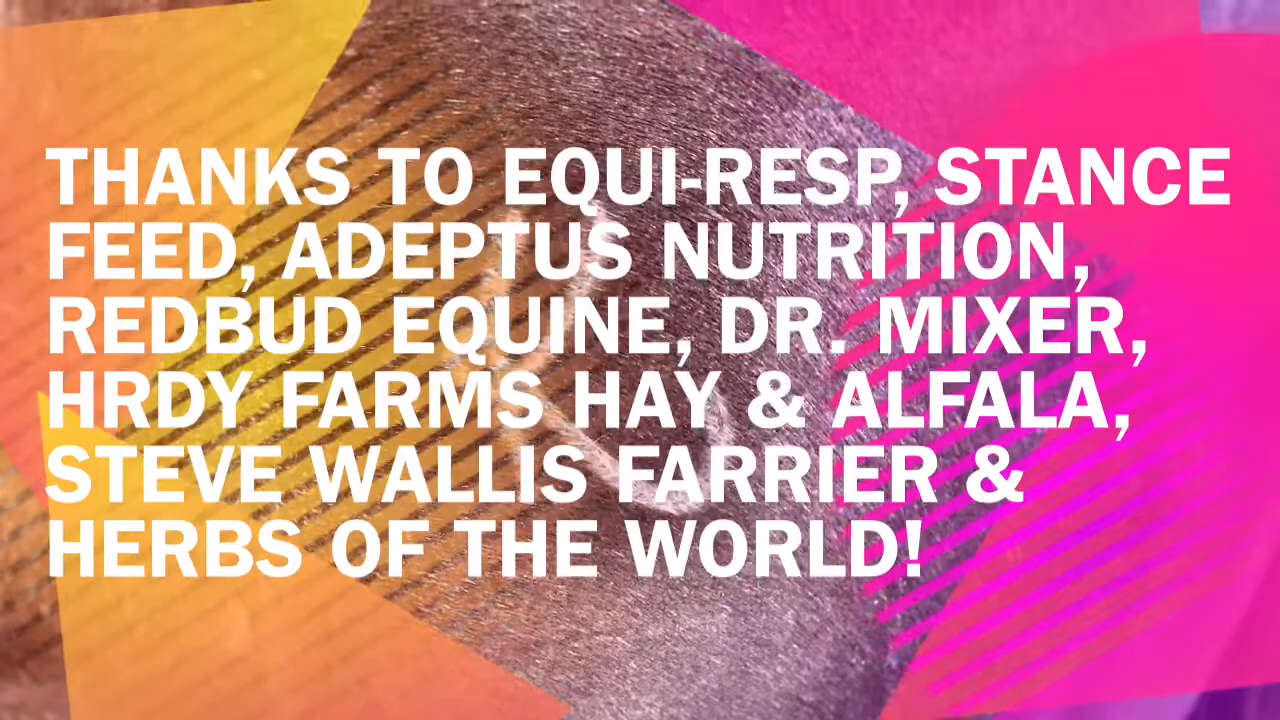 THANKS TO EQUI-RESP, STANCE
FEED, ADEPTUS NUTRITION,
REDBUD EQUINE, DR. MIXER,
HRDY FARMS HAY & ALFALA,
STEVE WALLIS FARRIER &
HERBS OF THE WORLD!